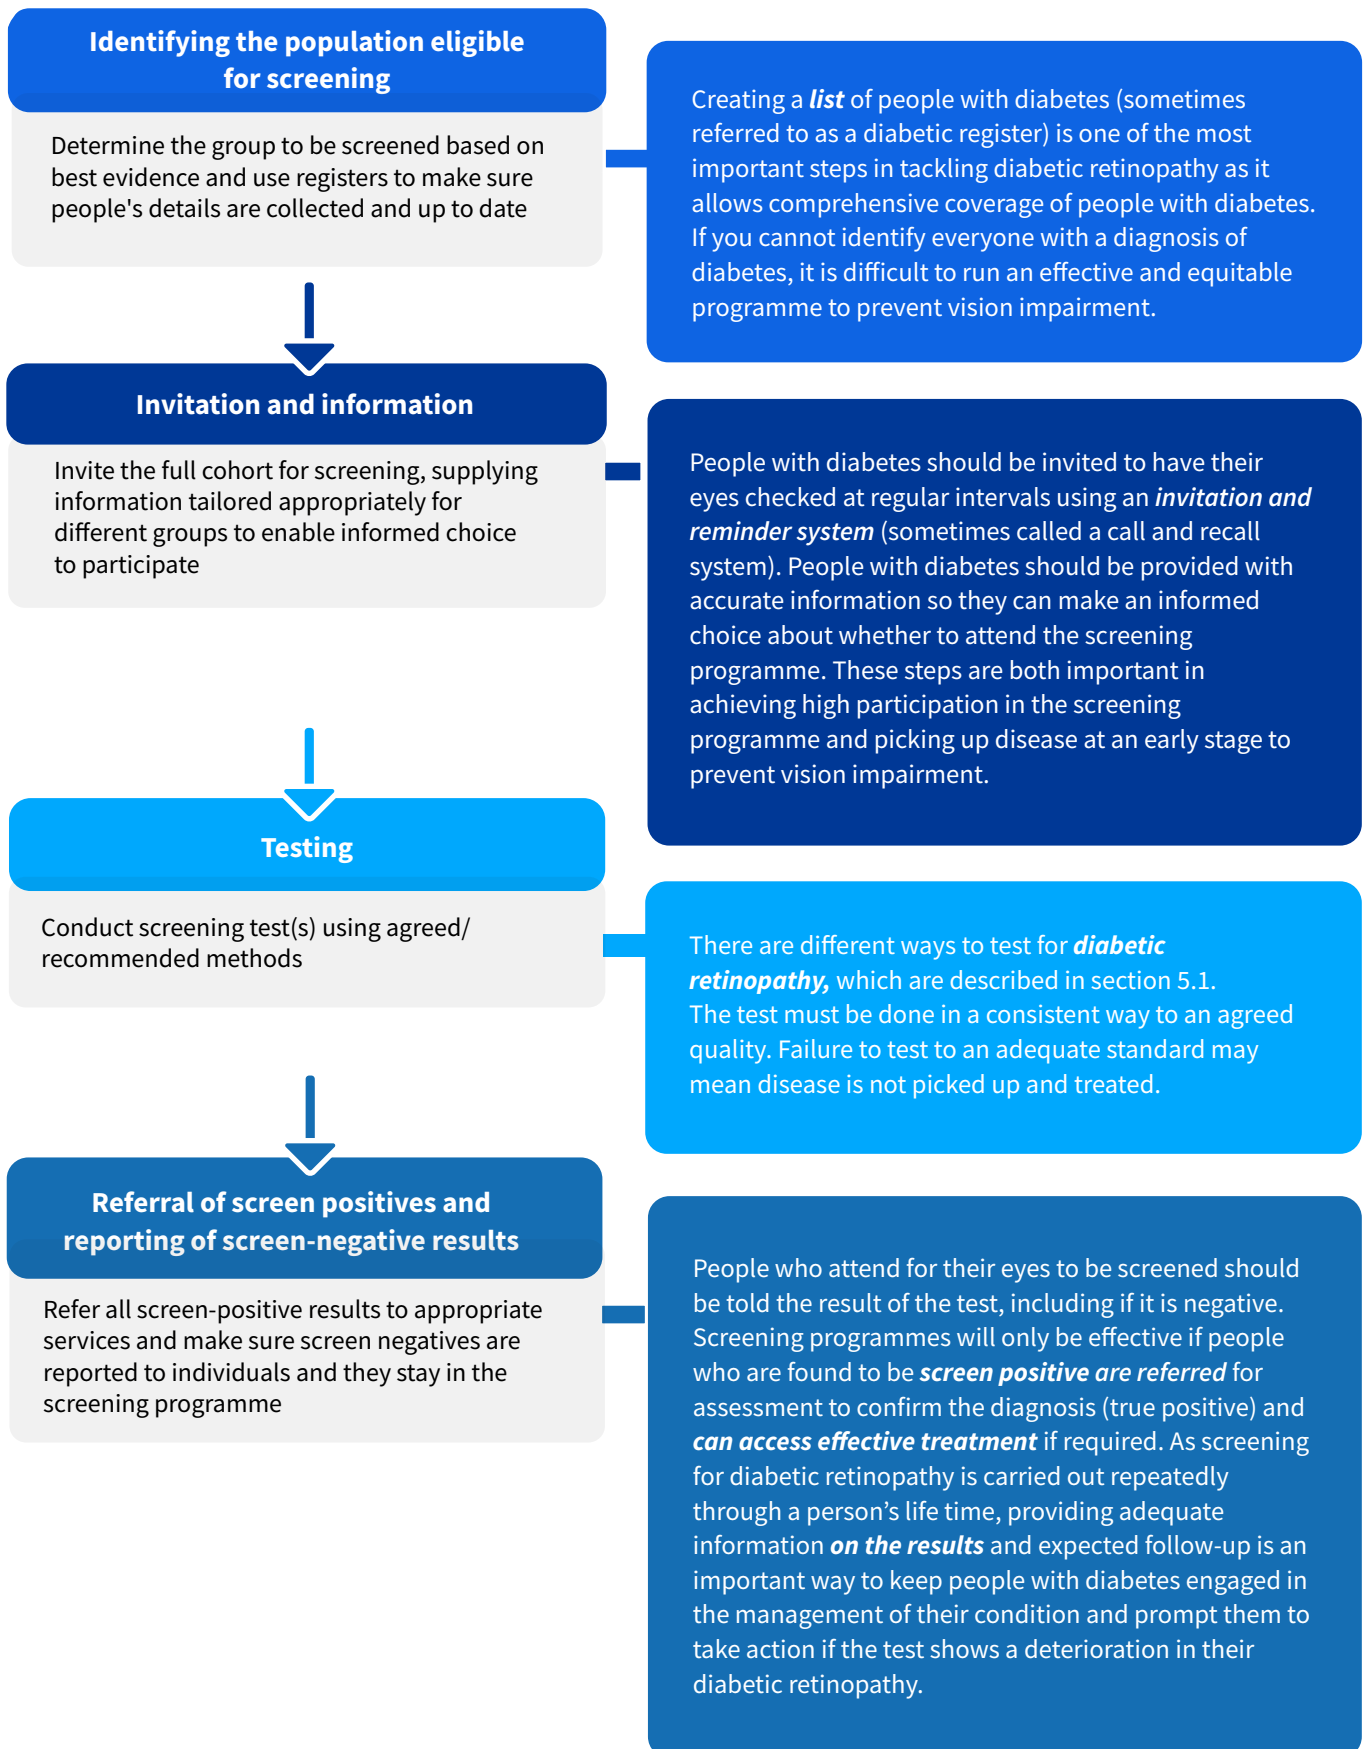 Identifying the population eligible
for screening
Determine the group to be screened based on
best evidence and use registers to make sure
people's details are collected and up to date
Creating a list of people with diabetes (sometimes
referred to as a diabetic register) is one of the most
important steps in tackling diabetic retinopathy as it
allows comprehensive coverage of people with diabetes.
If you cannot identify everyone with a diagnosis of
diabetes, it is difficult to run an effective and equitable
programme to prevent vision impairment.
Invitation and information
Invite the full cohort for screening, supplying
information tailored appropriately for
different groups to enable informed choice
to participate
People with diabetes should be invited to have their
eyes checked at regular intervals using an invitation and
reminder system (sometimes called a call and recall
system). People with diabetes should be provided with
accurate information so they can make an informed
choice about whether to attend the screening
programme. These steps are both important in
achieving high participation in the screening
programme and picking up disease at an early stage to
prevent vision impairment.
Testing
Conduct screening test(s) using agreed/
recommended methods
There are different ways to test for diabetic
retinopathy, which are described in section 5.1.
The test must be done in a consistent way to an agreed
quality. Failure to test to an adequate standard may
mean disease is not picked up and treated.
Referral of screen positives and
reporting of screen-negative results
Refer all screen-positive results to appropriate
services and make sure screen negatives are
reported to individuals and they stay in the
screening programme
People who attend for their eyes to be screened should
be told the result of the test, including if it is negative.
Screening programmes will only be effective if people
who are found to be screen positive are referred for
assessment to confirm the diagnosis (true positive) and
can access effective treatment if required. As screening
for diabetic retinopathy is carried out repeatedly
through a person’s life time, providing adequate
information on the results and expected follow-up is an
important way to keep people with diabetes engaged in
the management of their condition and prompt them to
take action if the test shows a deterioration in their
diabetic retinopathy.